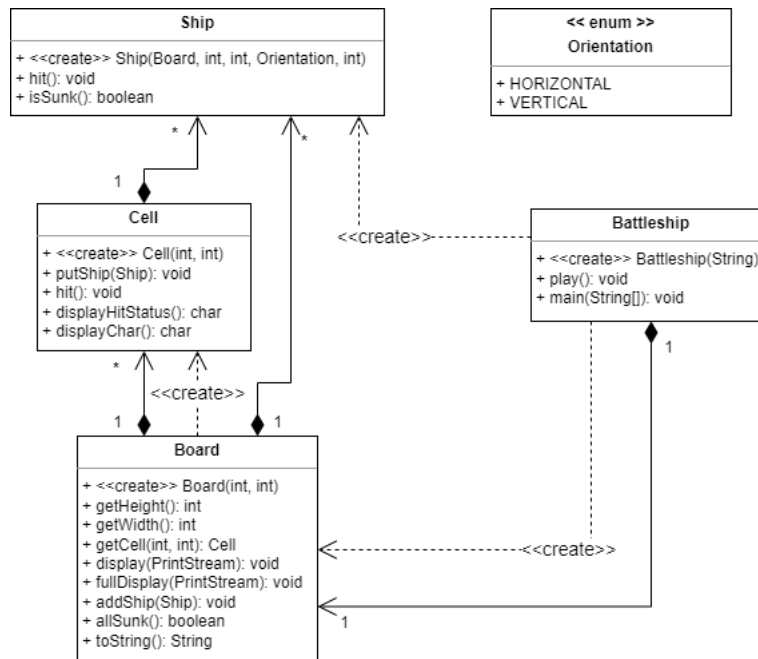 Ship
+ <<create>> Ship(Board, int, int, Orientation, int)
+ hit(): void
+ isSunk(): boolean
<< enum >>
Orientation
+ HORIZONTAL
+ VERTICAL
*
*
1
<<create>>
Cell
+ <<create>> Cell(int, int)
+ putShip(Ship): void
+ hit(): void
+ displayHitStatus(): char
+ displayChar(): char
Battleship
+ <<create>> Battleship(String)
+ play(): void
+ main(String[]): void
1
*
<<create>>
1
1
Board
+ <<create>> Board(int, int)
+ getHeight(): int
+ getWidth(): int
+ getCell(int, int): Cell
+ display(PrintStream): void
+ fullDisplay(PrintStream): void
+ addShip(Ship): void
+ allSunk(): boolean
+ toString(): String
<<create>>
1